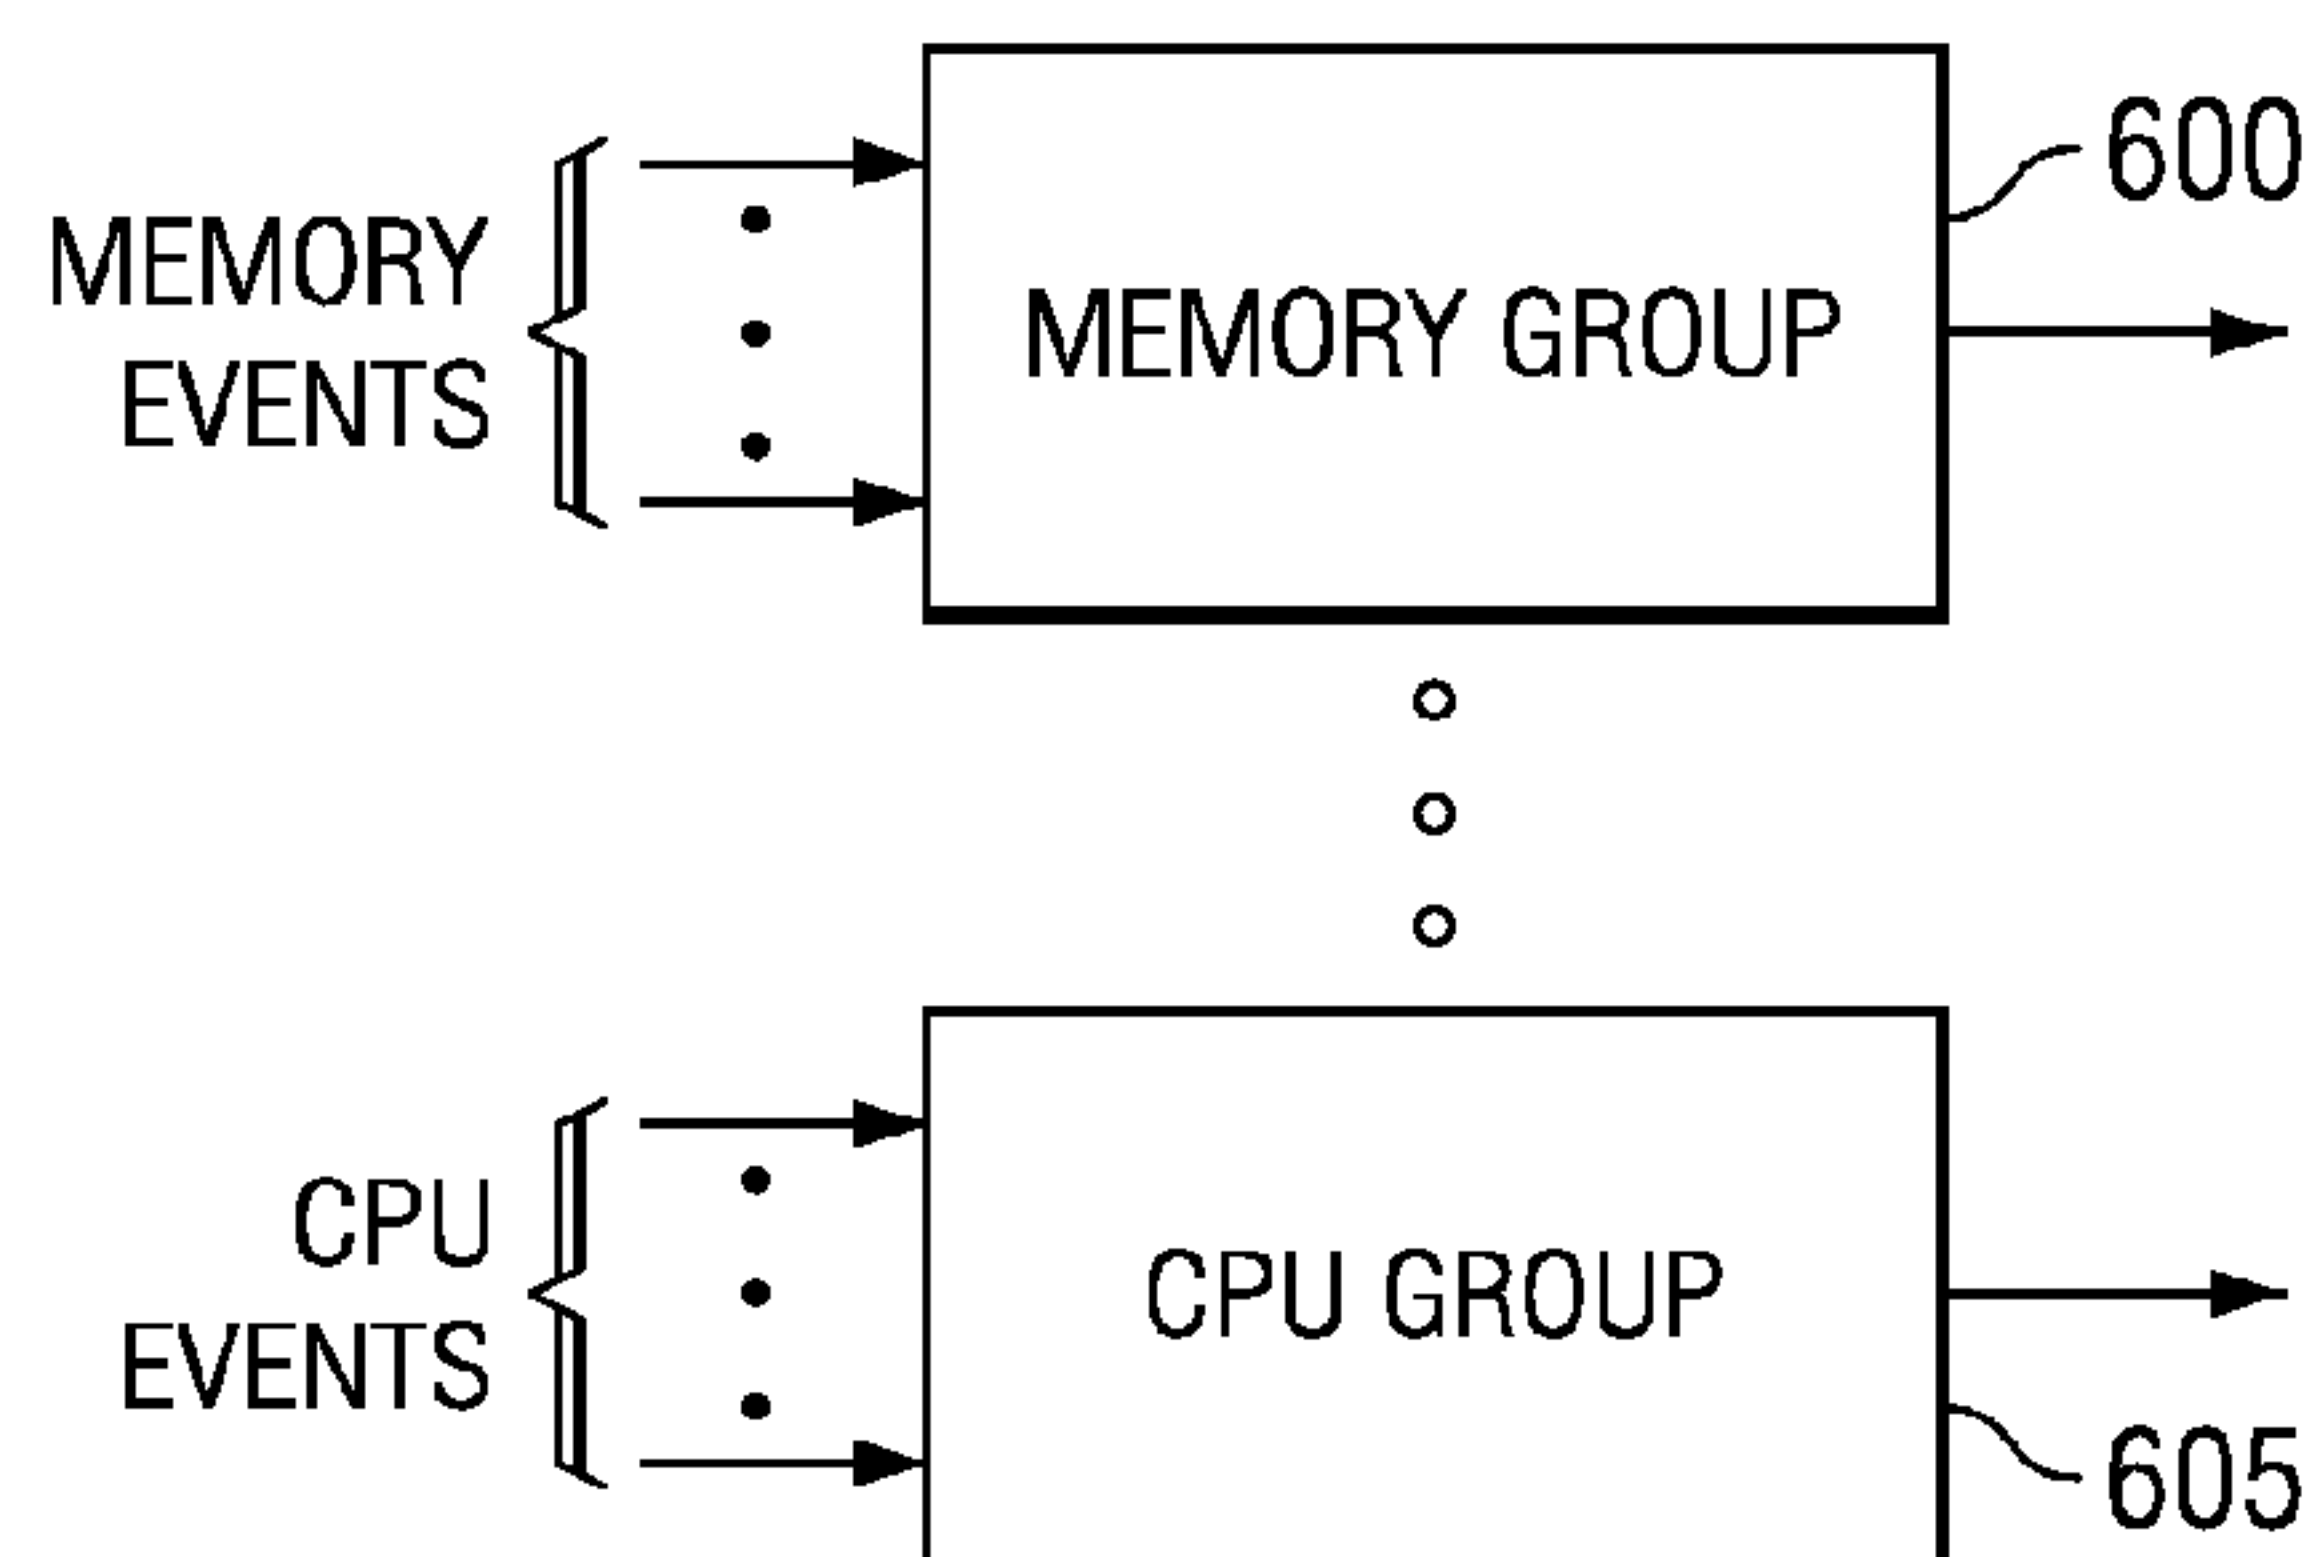 600
MEMORY
EVENTS
MEMORY GROUP
CPU
EVENTS
CPU GROUP
605